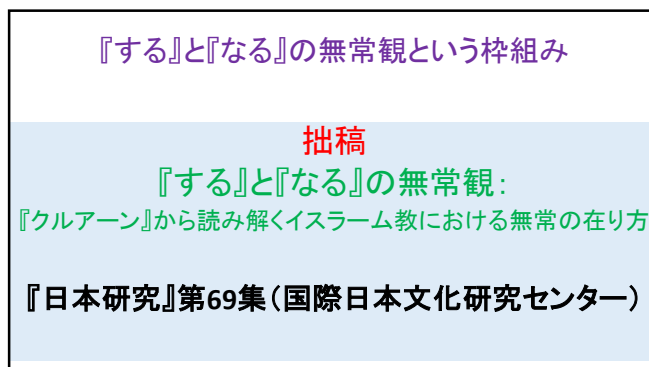 『する』と『なる』の無常観という枠組み
拙稿
『する』と『なる』の無常観：
『クルアーン』から読み解くイスラーム教における無常の在り方
『日本研究』第69集（国際日本文化研究センター）